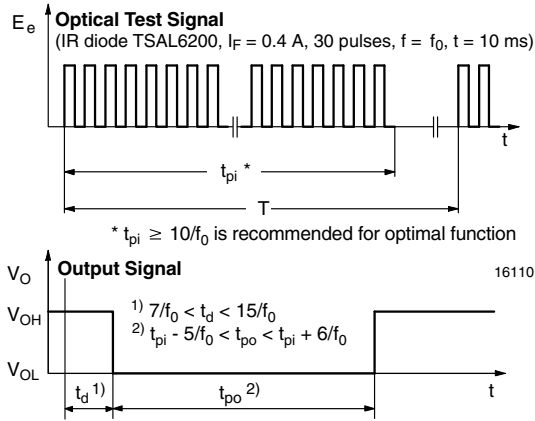 E_e Optical Test Signal
(IR diode TSAL6200, I_F = 0.4 A, 30 pulses, f = f_0, t = 10 ms)
t
t_pi *
T
* t_pi ≥ 10/f_0 is recommended for optimal function
V_O Output Signal 16110
V_OH
1) 7/f_0 < t_d < 15/f_0
2) t_pi - 5/f_0 < t_po < t_pi + 6/f_0
V_OL
t_d 1) t_po 2) t